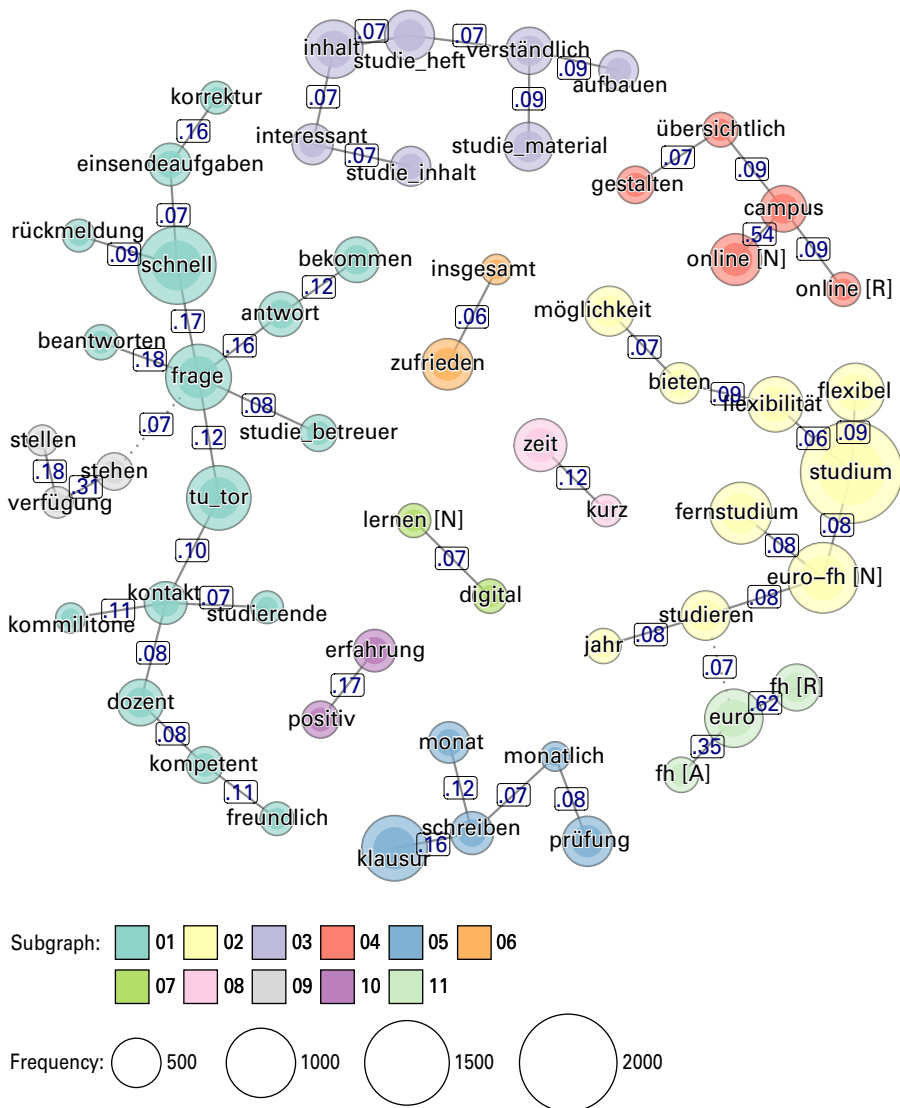 inhalt
.07
studie_heft
.07
verständlich
.09
aufbauen
korrektur
.07
.09
.16
interessant
.07
studie_inhalt
studie_material
einsendeaufgaben
übersichtlich
.07
.09
gestalten
campus
.07
rückmeldung
.09
schnell
.54
.09
online [N]
online [R]
bekommen
.12
antwort
insgesamt
.06
zufrieden
möglichkeit
.07
bieten
.09
flexibilität
flexibel
.06
.09
studium
.17
beantworten
.18
.16
frage
.08
studie_betreuer
.07
.12
stellen
.18
stehen
.31
verfügung
zeit
.12
kurz
tu_tor
lernen [N]
.07
digital
fernstudium
.08
.08
euro–fh [N]
.10
kontakt
.07
studierende
.11
kommilitone
.08
.08
studieren
.08
jahr
erfahrung
.17
positiv
.07
fh [R]
.62
euro
.35
fh [A]
dozent
.08
kompetent
.11
freundlich
monat
.12
monatlich
.07
.08
schreiben
.16
klausur
prüfung
Subgraph: 01 02 03 04 05 06
07 08 09 10 11
Frequency: 500 1000 1500 2000